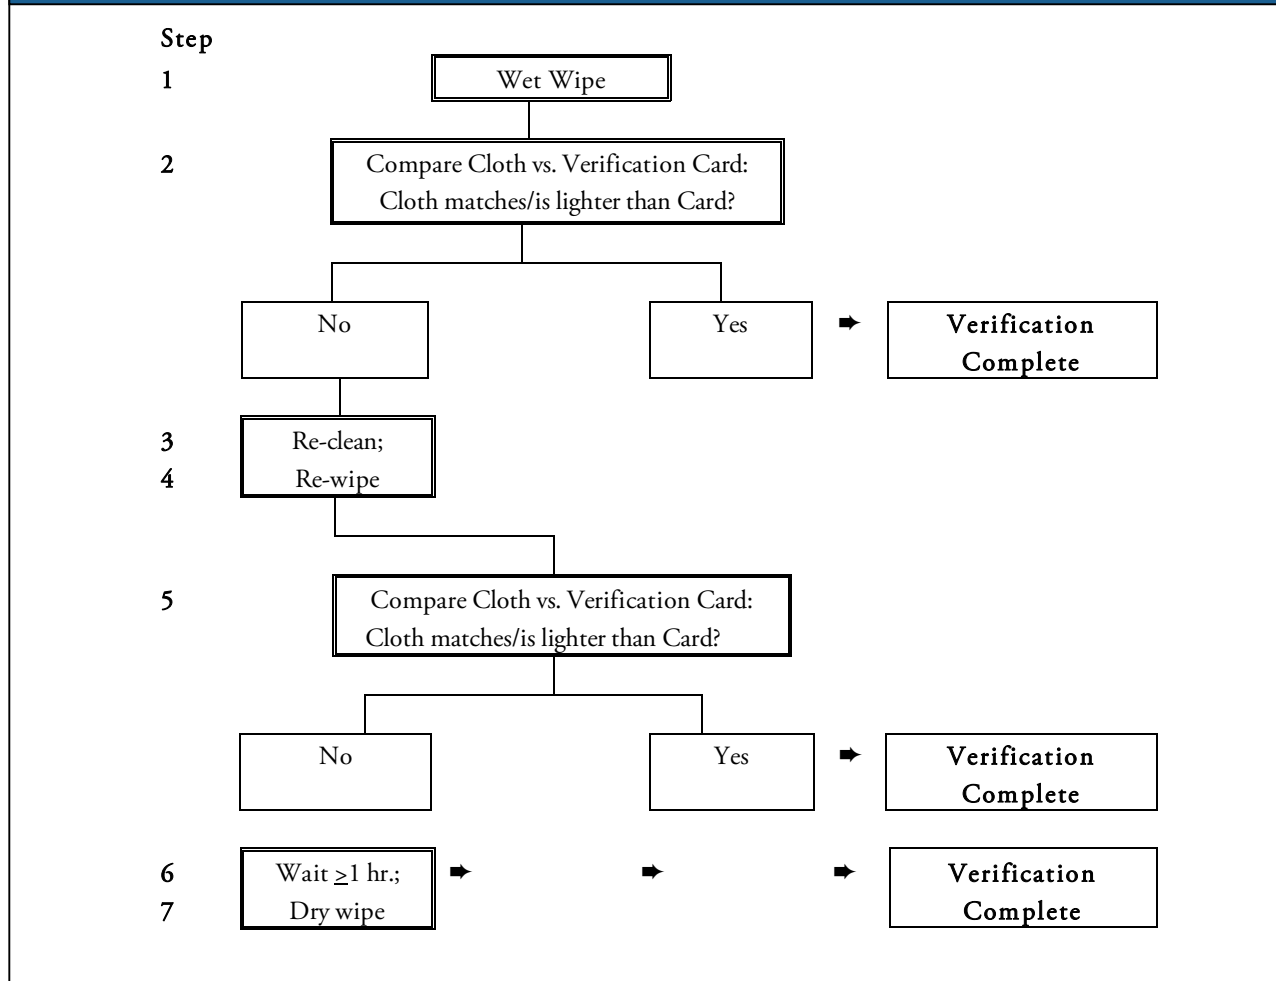 Step
1 Wet Wipe
2 Compare Cloth vs. Verification Card:
Cloth matches/is lighter than Card?
No Yes Verification
Complete
3 Re-clean;
4 Re-wipe
5 Compare Cloth vs. Verification Card:
Cloth matches/is lighter than Card?
No Yes Verification
Complete
6 Wait ≥1 hr.; Verification
7 Dry wipe Complete